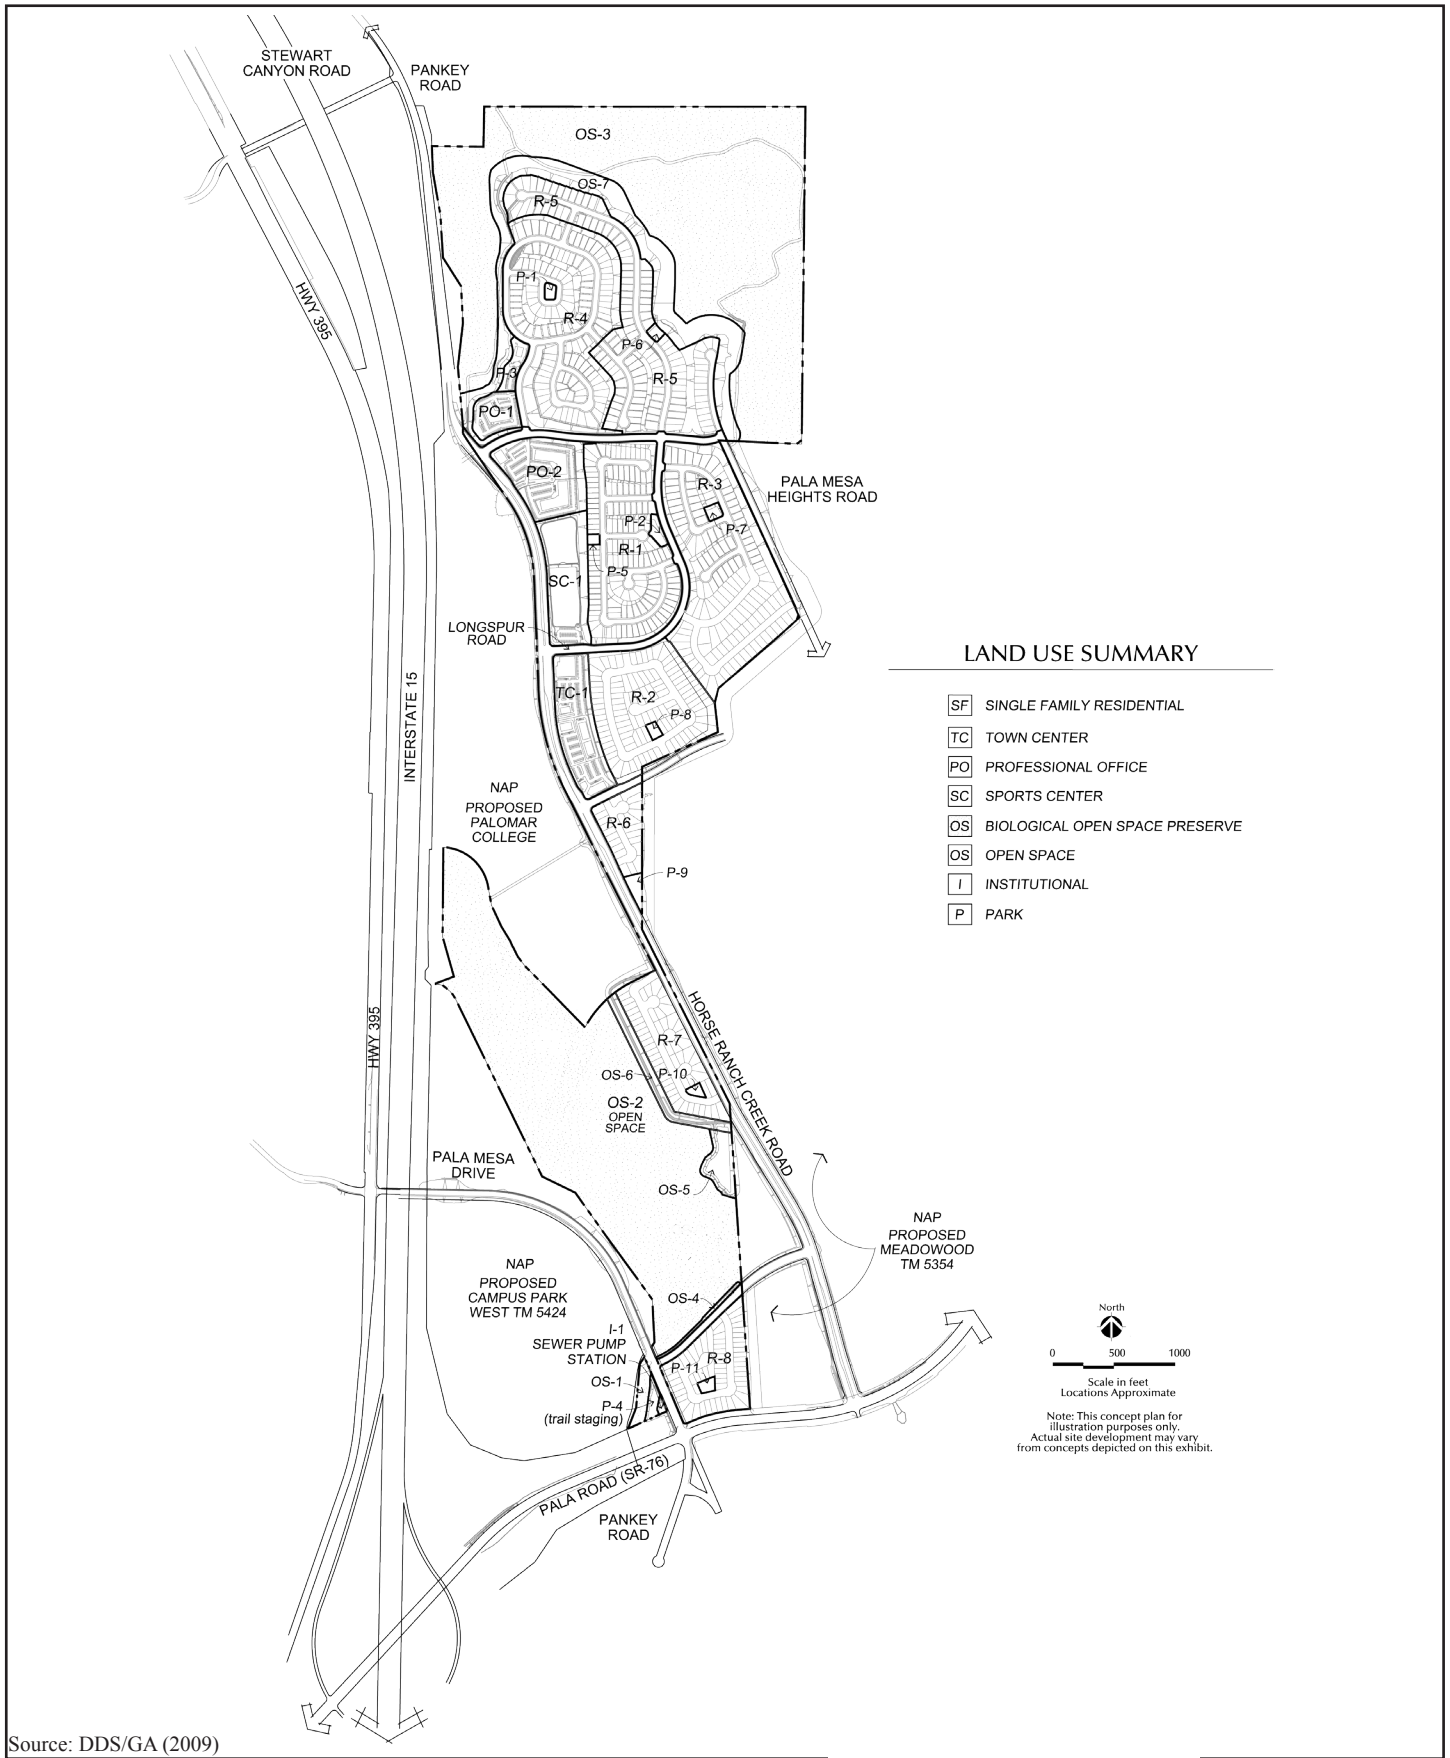 STEWART
CANYON ROAD
PANKEY
ROAD
OS-3
OS-7
R-5
P-1
HWY 395
R-4
P-6
P-3
R-5
PO-1
PO-2
PALA MESA
HEIGHTS ROAD
R-3
P-2
P-7
R-1
P-5
SC-1
LONGSPUR
ROAD
LAND USE SUMMARY
SF SINGLE FAMILY RESIDENTIAL
TC TOWN CENTER
PO PROFESSIONAL OFFICE
SC SPORTS CENTER
OS BIOLOGICAL OPEN SPACE PRESERVE
OS OPEN SPACE
I INSTITUTIONAL
P PARK
INTERSTATE 15
TC-1
R-2
P-8
NAP
PROPOSED
PALOMAR
COLLEGE
R-6
P-9
HWY 395
HORSE RANCH CREEK ROAD
R-7
OS-6
P-10
OS-2
OPEN
SPACE
PALA MESA
DRIVE
OS-5
NAP
PROPOSED
MEADOWOOD
TM 5354
NAP
PROPOSED
CAMPUS PARK
WEST TM 5424
OS-4
I-1
SEWER PUMP
STATION
P-11
R-8
OS-1
P-4
(trail staging)
PALA ROAD (SR-76)
PANKEY
ROAD
North
0 500 1000
Scale in feet
Locations Approximate
Note: This concept plan for
illustration purposes only.
Actual site development may vary
from concepts depicted on this exhibit.
Source: DDS/GA (2009)